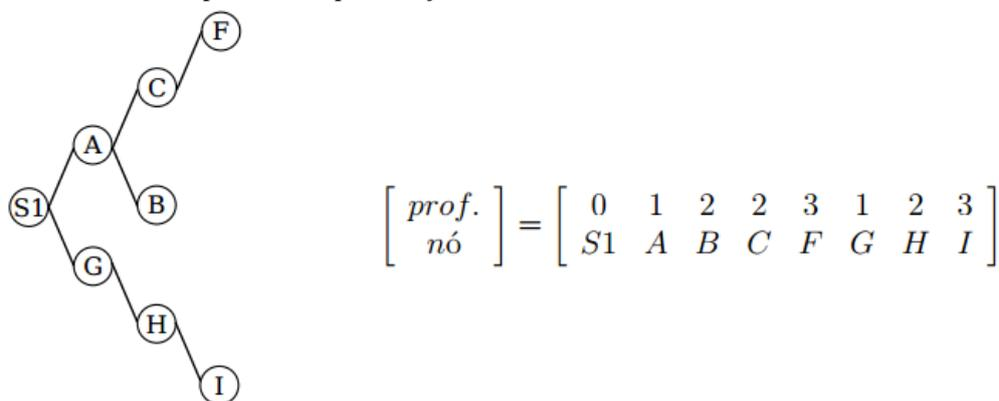 F
C
A
S1
B
G
H
I
[ prof. ] = [ 0 1 2 2 3 1 2 3 ]
[ nó ] [ S1 A B C F G H I ]